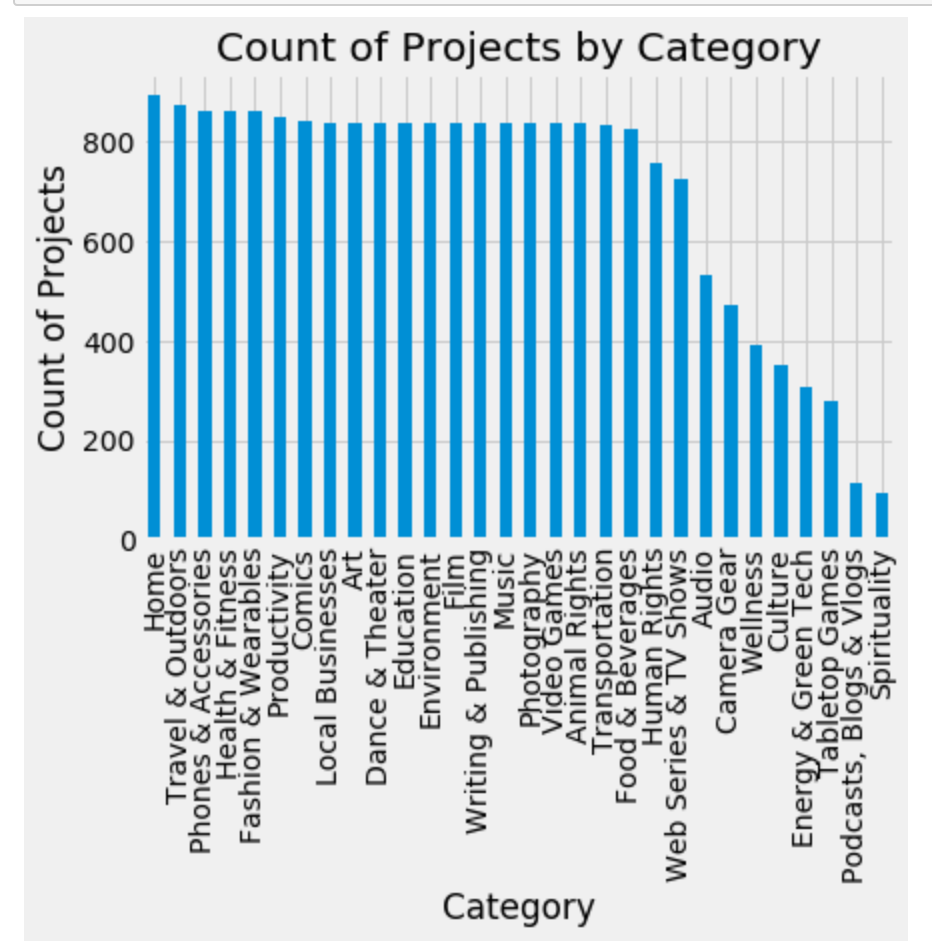 Count of Projects by Category
Count of Projects
800
600
400
200
0
Home
Travel & Outdoors
Phones & Accessories
Health & Fitness
Fashion & Wearables
Productivity
Comics
Local Businesses
Art
Dance & Theater
Education
Environment
Film
Writing & Publishing
Music
Photography
Video Games
Animal Rights
Transportation
Food & Beverages
Human Rights
Web Series & TV Shows
Audio
Camera Gear
Wellness
Culture
Energy & Green Tech
Tabletop Games
Podcasts, Blogs & Vlogs
Spirituality
Category